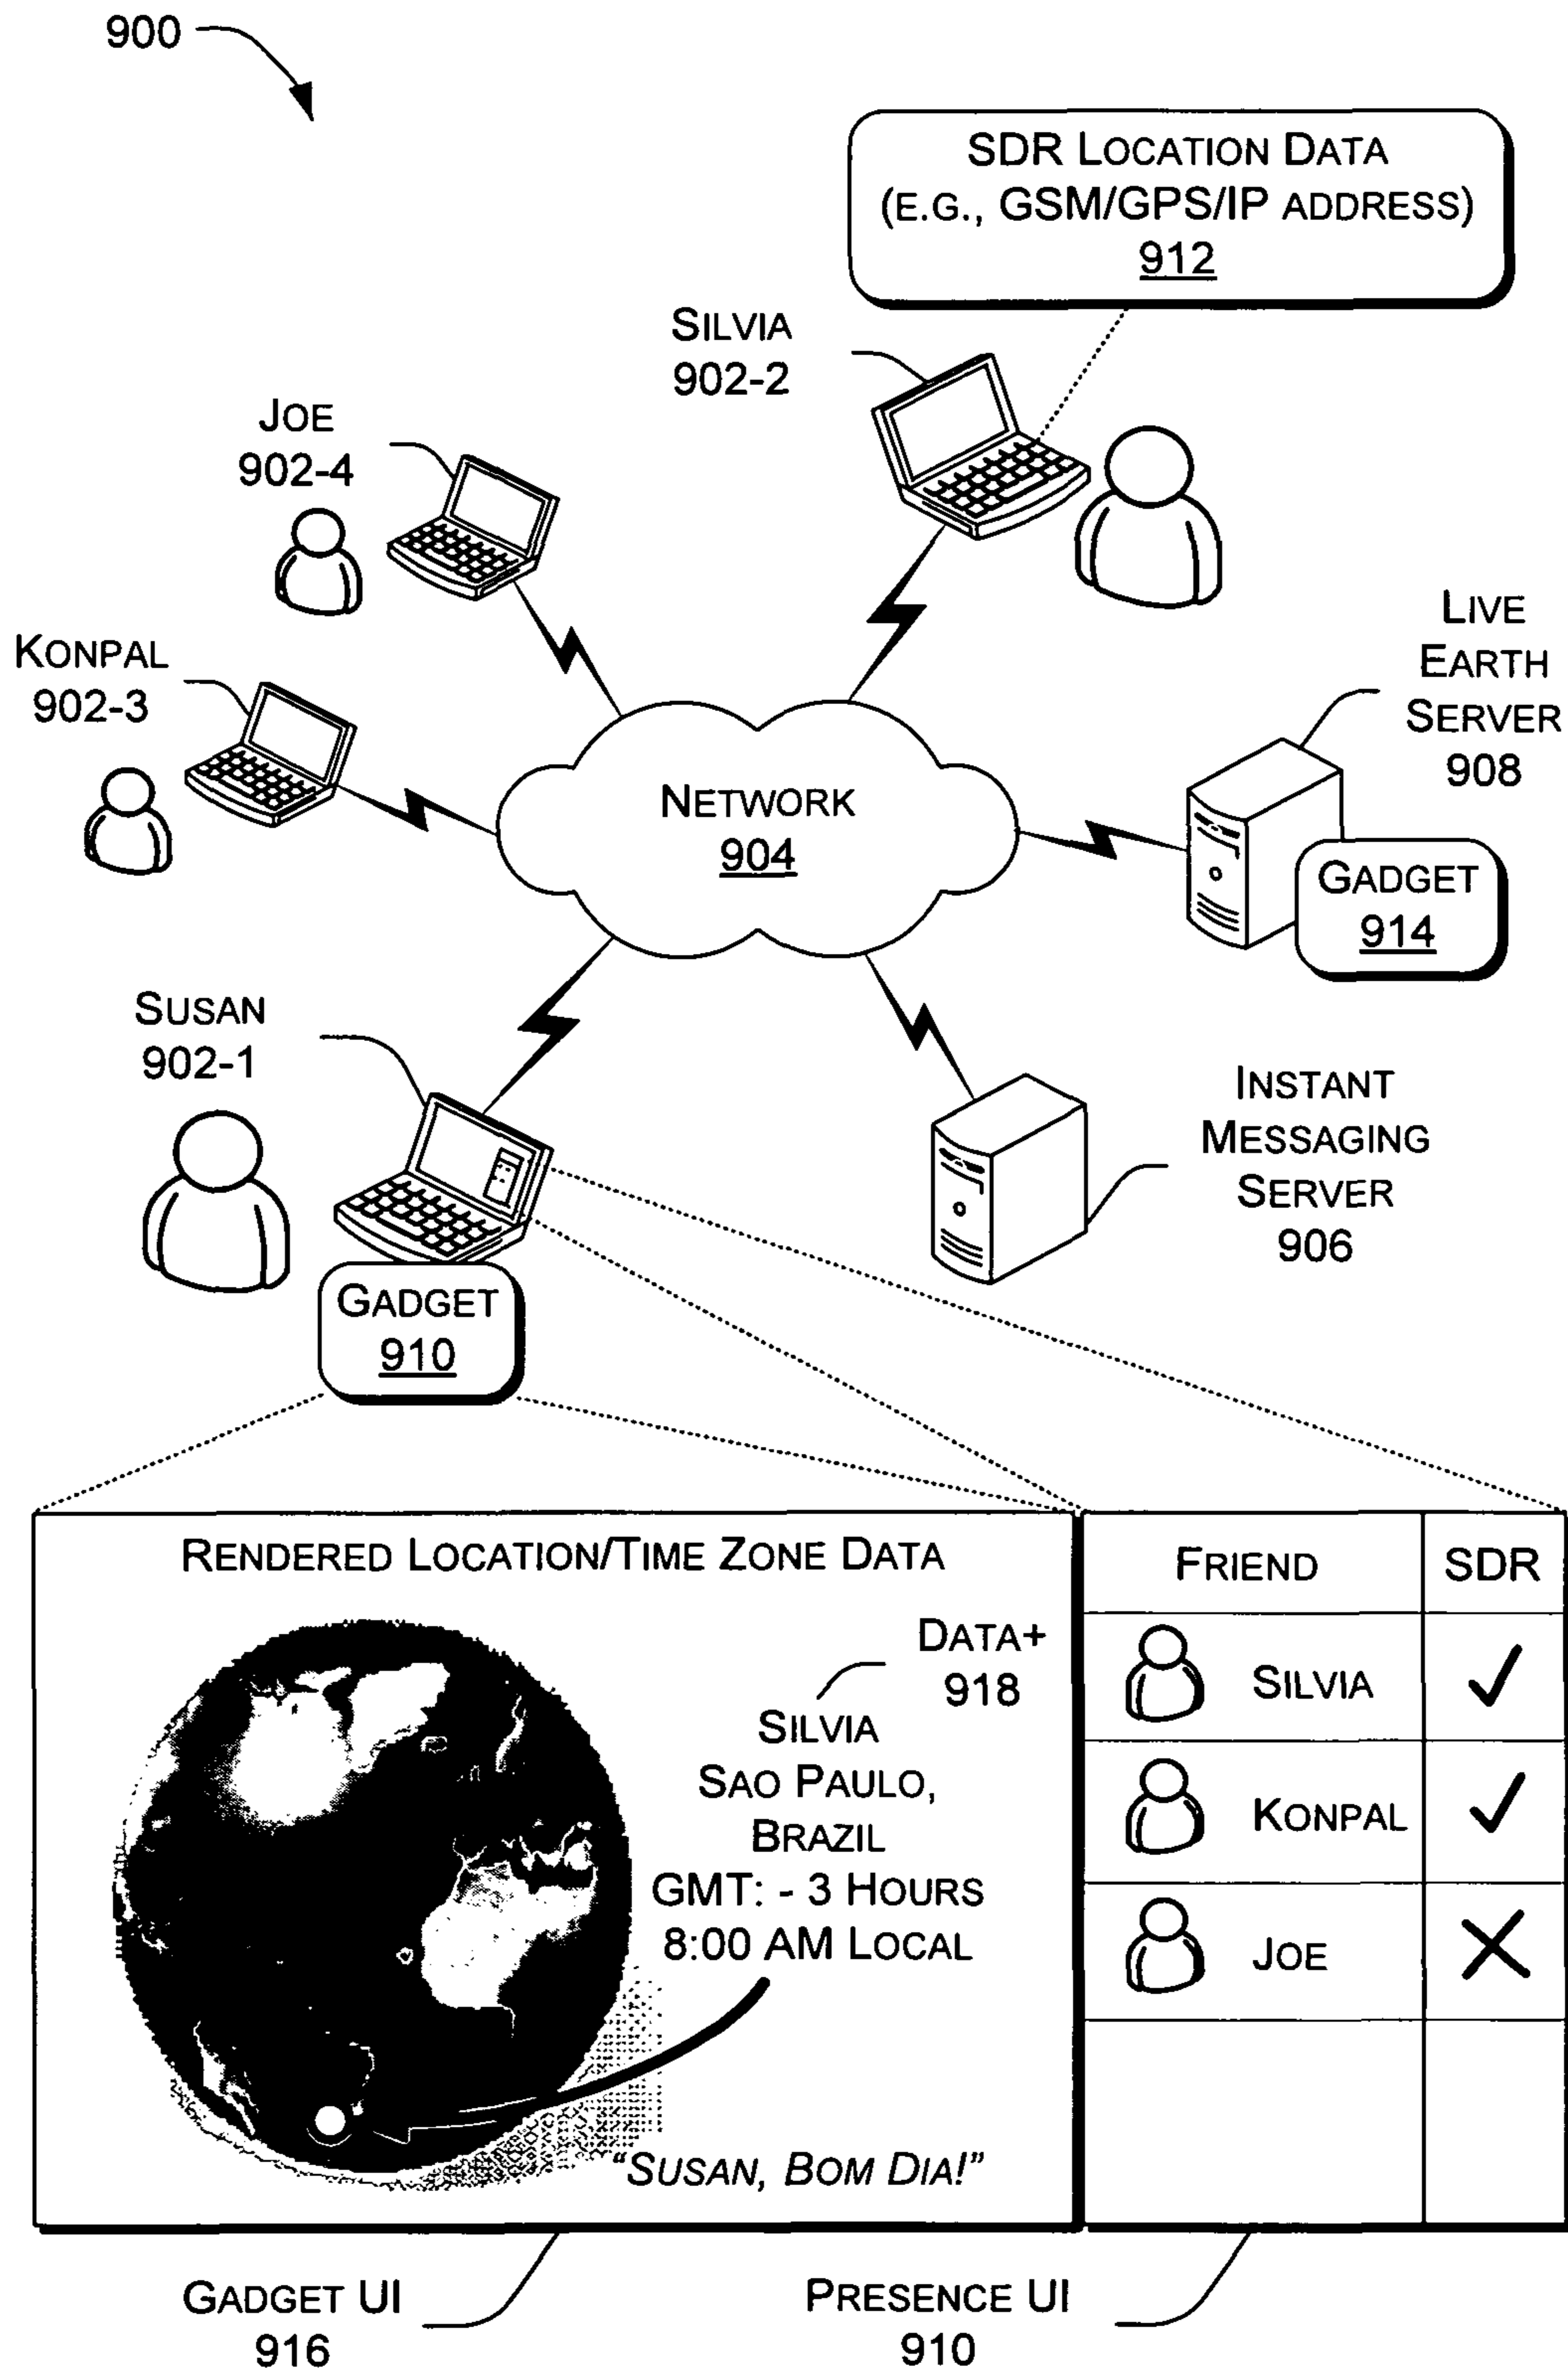 900
SDR LOCATION DATA
(E.G., GSM/GPS/IP ADDRESS)
912
SILVIA
902-2
JOE
902-4
KONPAL
902-3
LIVE
EARTH
SERVER
908
NETWORK
904
GADGET
914
SUSAN
902-1
INSTANT
MESSAGING
SERVER
906
GADGET
910
RENDERED LOCATION/TIME ZONE DATA
DATA+
918
SILVIA
SAO PAULO,
BRAZIL
GMT: - 3 HOURS
8:00 AM LOCAL
"SUSAN, BOM DIA!"
FRIEND SDR
SILVIA
KONPAL
JOE
GADGET UI
916
PRESENCE UI
910